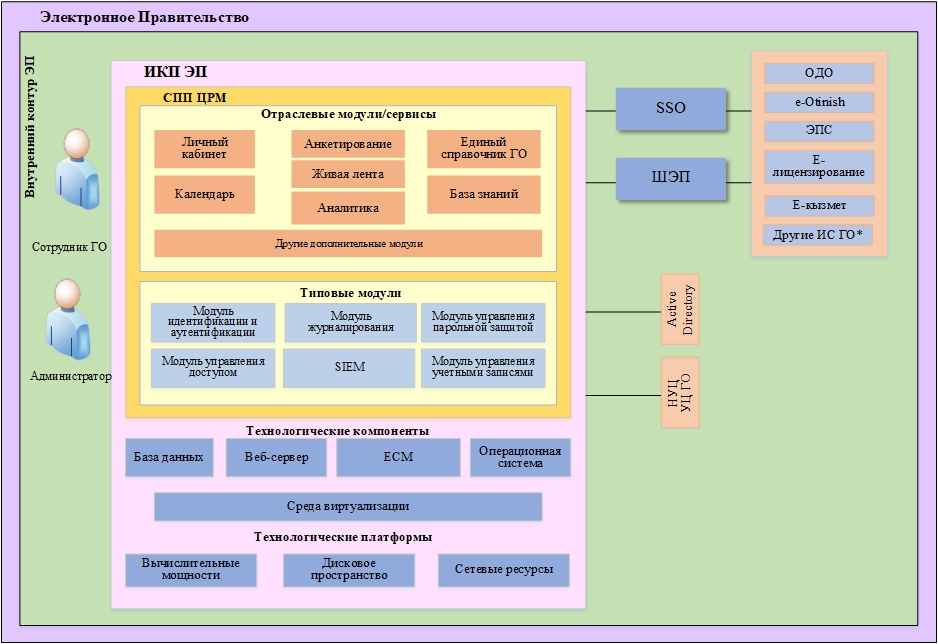 Электронное Правительство
Внутренний контур ЭП
Сотрудник ГО
Администратор
ИКП ЭП
СПП ЦРМ
Отраслевые модули/сервисы
Личный
кабинет
Анкетирование
Единый
справочник ГО
Живая лента
Календарь
База знаний
Аналитика
Другие дополнительные модули
Типовые модули
Модуль
идентификации и
аутентификации
Модуль
журналирования
Модуль управления
парольной защитой
Модуль управления
доступом
SIEM
Модуль управления
учетными записями
Технологические компоненты
База данных
Веб-сервер
ECM
Операционная
система
Среда виртуализации
Технологические платформы
Вычислительные
мощности
Дисковое
пространство
Сетевые ресурсы
SSO
ШЭП
Active
Directory
НУЦ
УЦ ГО
ОДО
e-Otinish
ЭПС
Е-
лицензирование
Е-кызмет
Другие ИС ГО*